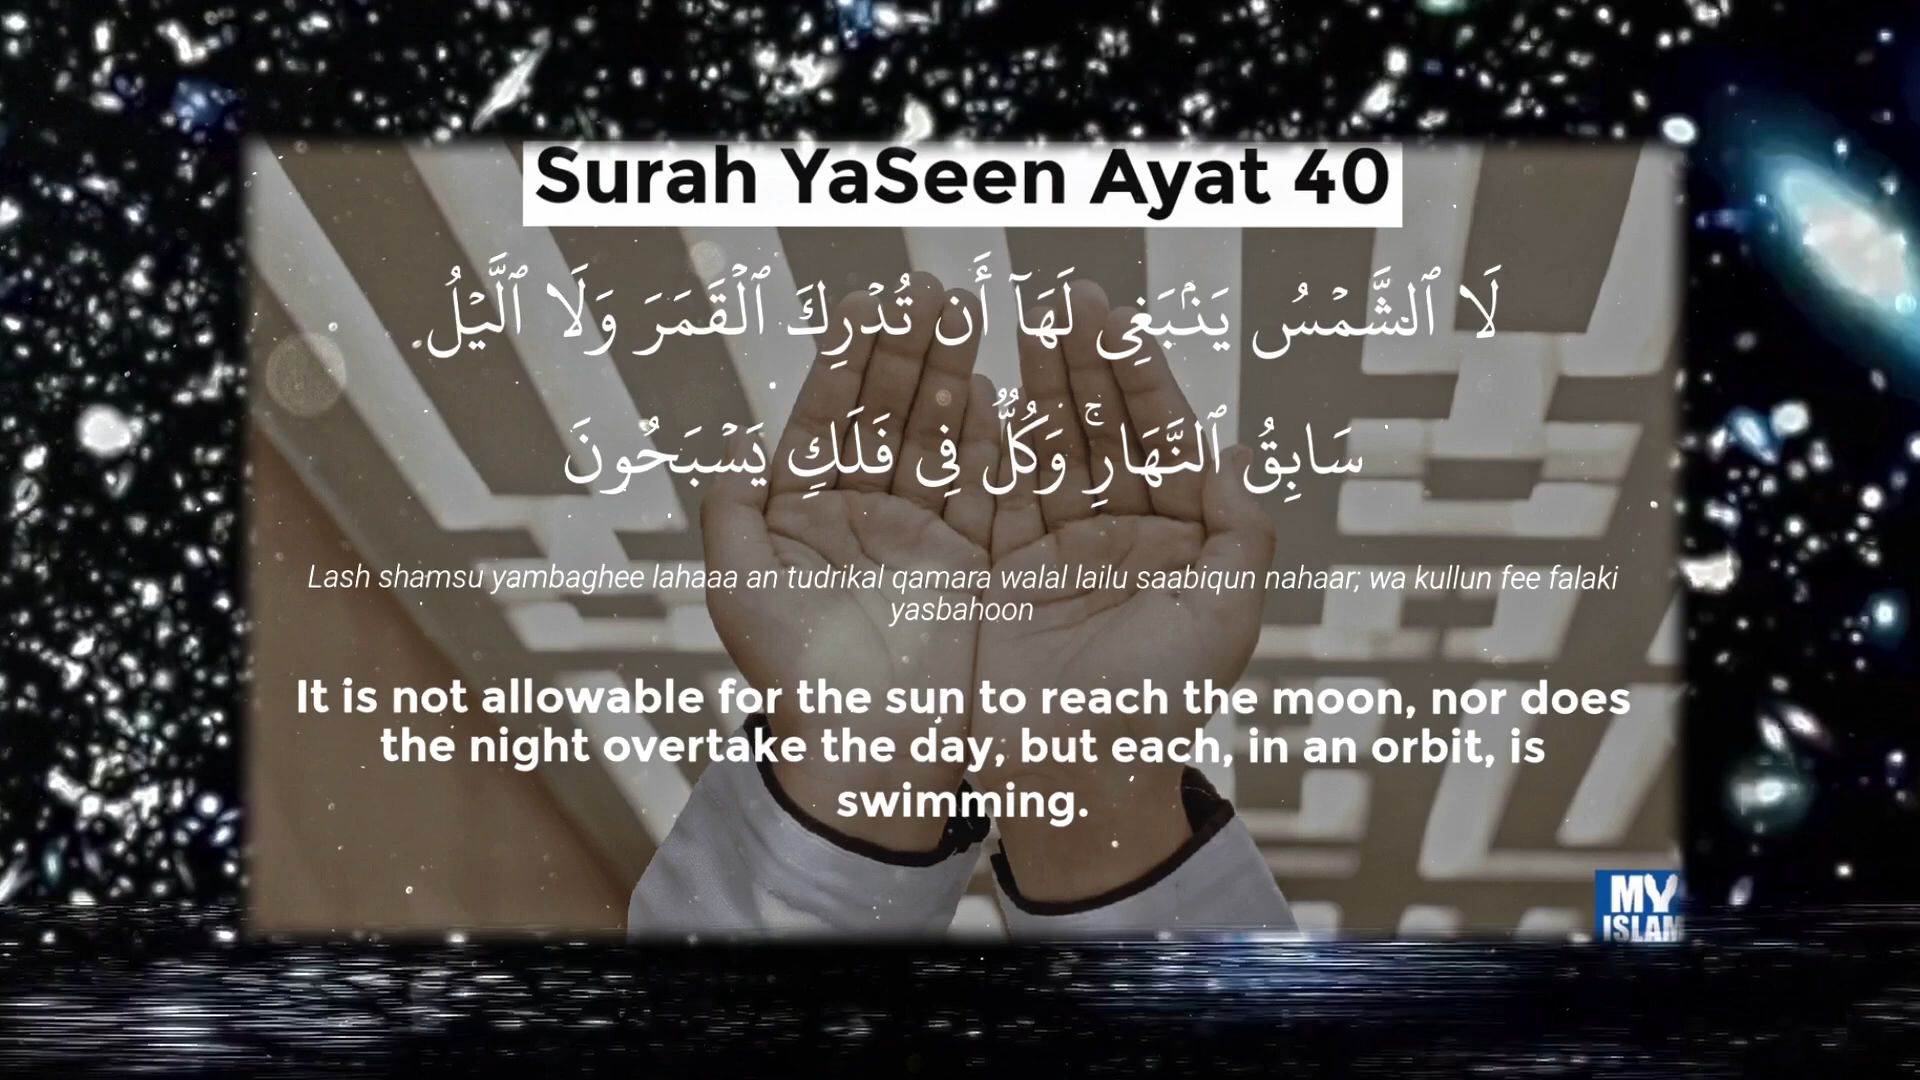 Surah YaSeen Ayat 40
لَا ٱلشَّمْسُ يَنۢبَغِى لَهَآ أَن تُدْرِكَ ٱلْقَمَرَ وَلَا ٱلَّيْلُ
سَابِقُ ٱلنَّهَارِ ۚ وَكُلٌّ فِى فَلَكٍ يَسْبَحُونَ
Lash shamsu yambaghee lahaaa an tudrikal qamara walal lailu saabiqun nahaar; wa kullun fee falaki
yasbahoon
It is not allowable for the sun to reach the moon, nor does
the night overtake the day, but each, in an orbit, is
swimming.
MY
ISLAM